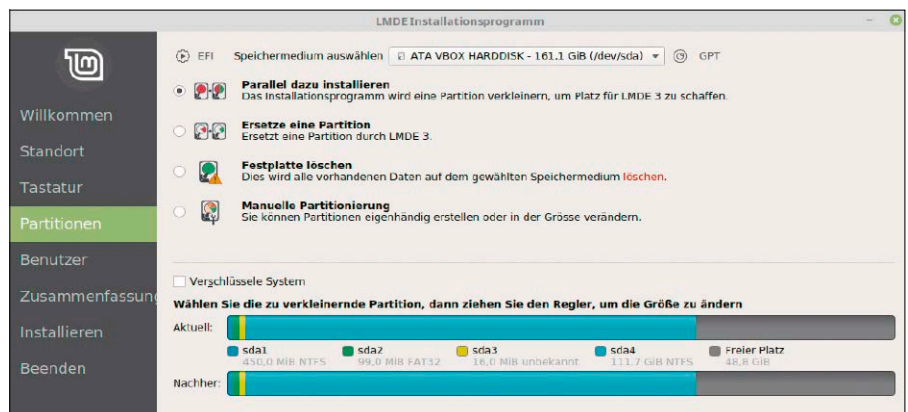 LMDE Installationsprogramm
EFI Speichermedium auswählen ATA VBOX HARDDISK - 161,1 GiB (/dev/sda) GPT
Parallel dazu installieren
Das Installationsprogramm wird eine Partition verkleinern, um Platz für LMDE 3 zu schaffen.
Ersetze eine Partition
Ersetzt eine Partition durch LMDE 3.
Festplatte löschen
Dies wird alle vorhandenen Daten auf dem gewählten Speichermedium löschen.
Manuelle Partitionierung
Sie können Partitionen eigenhändig erstellen oder in der Grösse verändern.
Willkommen
Standort
Tastatur
Partitionen
Benutzer
Zusammenfassung
Installieren
Beenden
Verschlüssele System
Wählen Sie die zu verkleinernde Partition, dann ziehen Sie den Regler, um die Größe zu ändern
Aktuell:
sda1 sda2 sda3 sda4 Freier Platz
450,0 MiB NTFS 99,0 MiB FAT32 16,0 MiB unbekannt 111,7 GiB NTFS 48,8 GiB
Nachher: